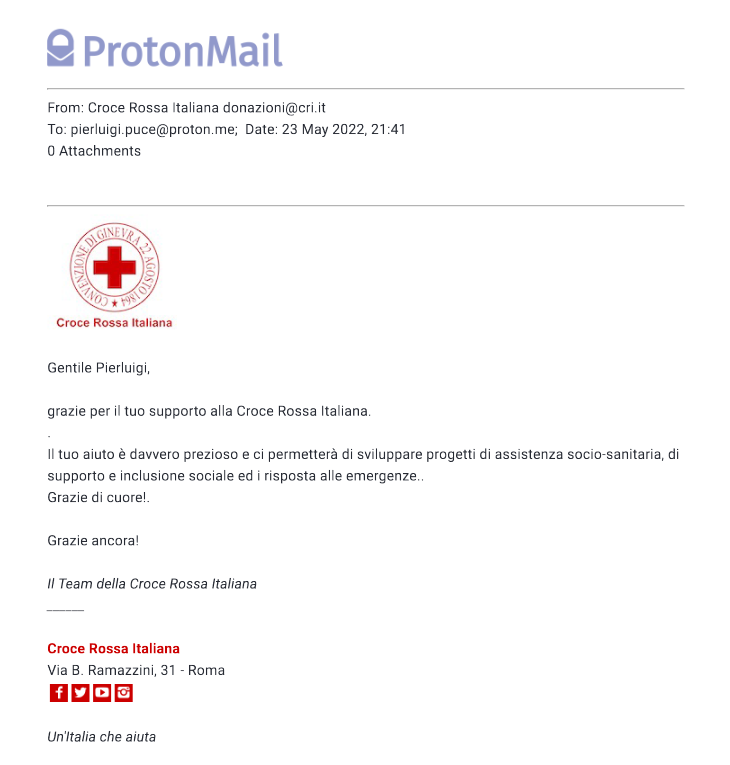 ProtonMail
From: Croce Rossa Italiana donazioni@cri.it
To: pierluigi.puce@proton.me;  Date: 23 May 2022, 21:41
0 Attachments
CONVENZIONE DI GINEVRA 22 AGOSTO 1864 ★
Croce Rossa Italiana
Gentile Pierluigi,
grazie per il tuo supporto alla Croce Rossa Italiana.
.
Il tuo aiuto è davvero prezioso e ci permetterà di sviluppare progetti di assistenza socio-sanitaria, di
supporto e inclusione sociale ed i risposta alle emergenze..
Grazie di cuore!.
Grazie ancora!
Il Team della Croce Rossa Italiana
_____
Croce Rossa Italiana
Via B. Ramazzini, 31 - Roma
Un'Italia che aiuta